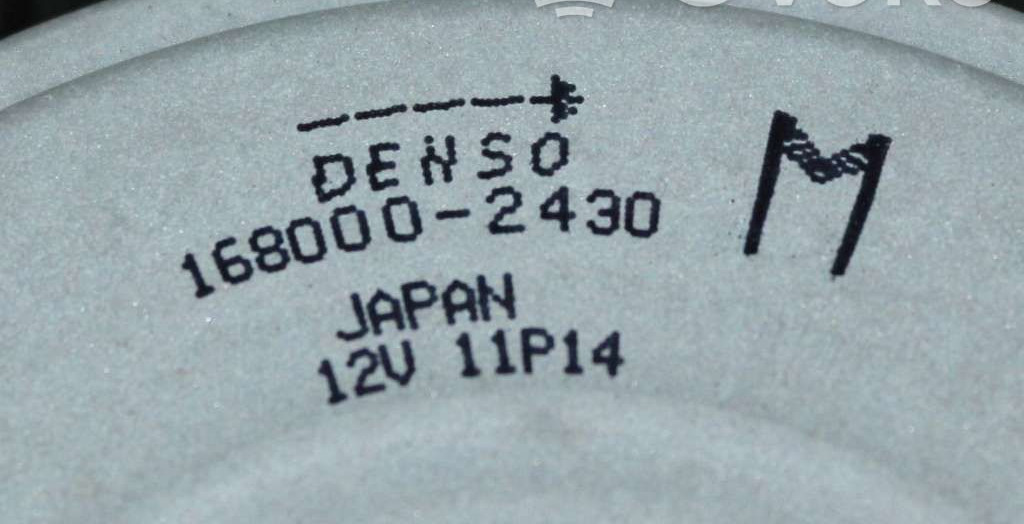 DENSO
M
168000-2430
JAPAN
12V 11P14